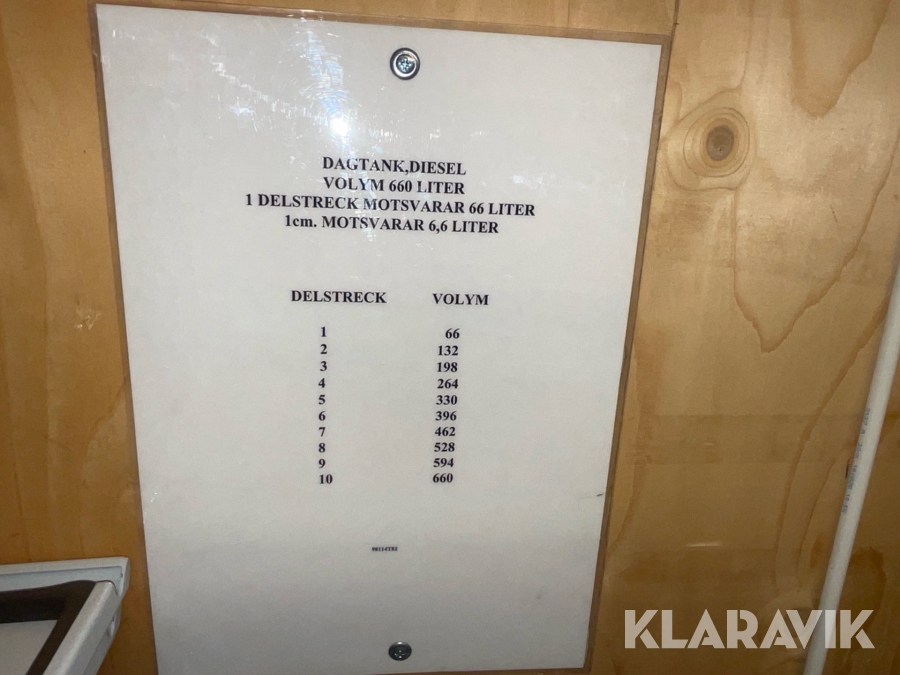 DAGTANK,DIESEL
VOLYM 660 LITER
1 DELSTRECK MOTSVARAR 66 LITER
1cm. MOTSVARAR 6,6 LITER
DELSTRECK VOLYM
1 66
2 132
3 198
4 264
5 330
6 396
7 462
8 528
9 594
10 660
98114TB2
KLARAVIK